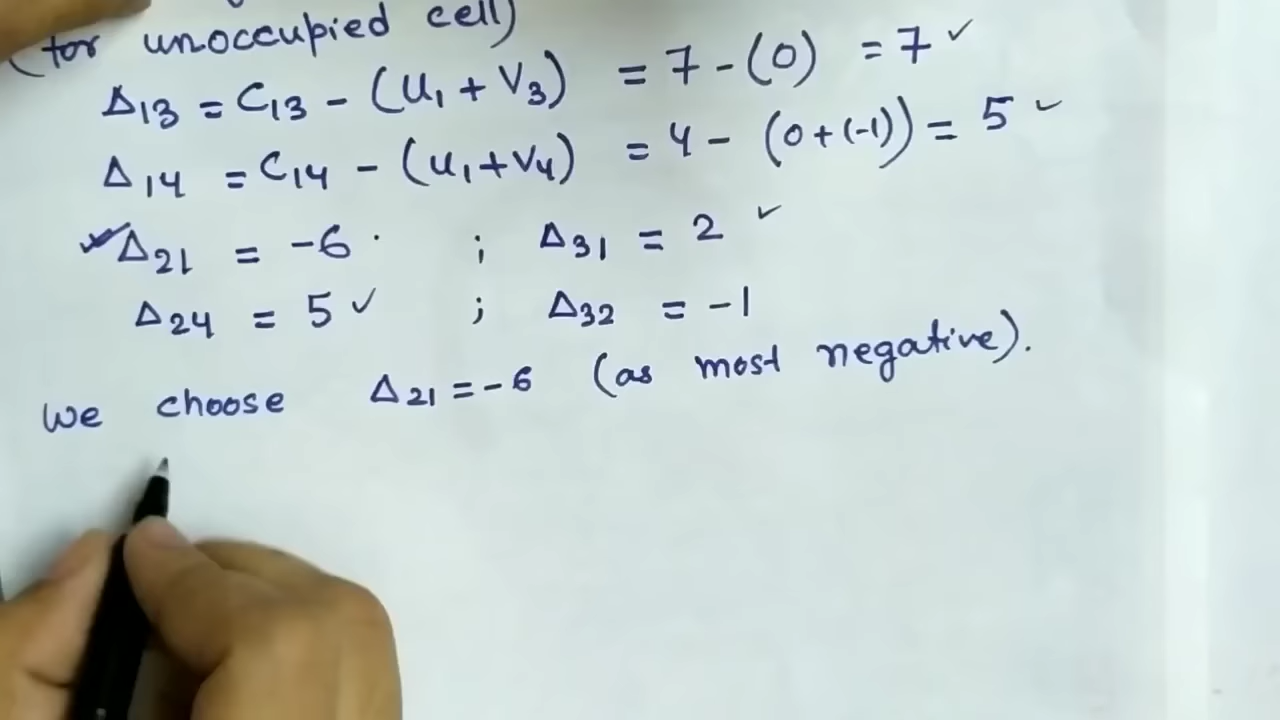 (for unoccupied cell)
Δ13 = C13 - (U1 + V3) = 7 - (0) = 7 ✓
Δ14 = C14 - (U1 + V4) = 4 - (0 + (-1)) = 5 ✓
✓ Δ21 = -6 . ; Δ31 = 2 ✓
Δ24 = 5 ✓ ; Δ32 = -1
We choose Δ21 = -6 (as most negative).